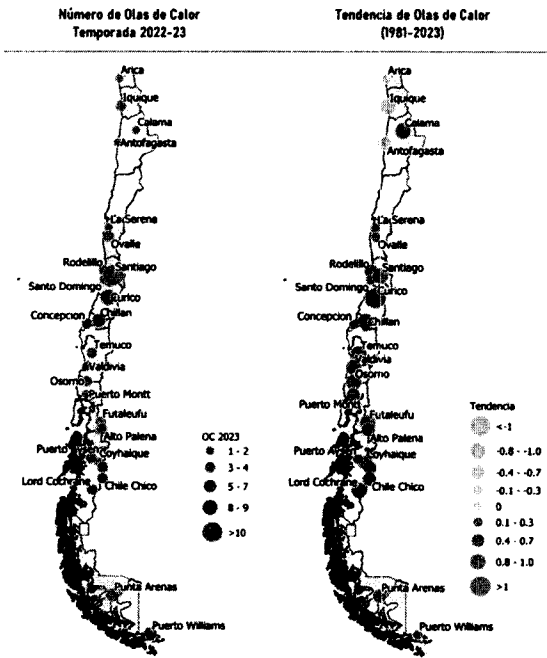 Número de Olas de Calor
Temporada 2022-23
Arica
Iquique
Calama
Antofagasta
La Serena
Ovalle
Rodelillo
Santiago
Santo Domingo
Curico
Concepcion
Chillan
Temuco
Valdivia
Osorno
Puerto Montt
Futaleufu
Alto Palena
Puerto
Coyhaique
Lord Cochrane
Chile Chico
Punta Arenas
Puerto Williams
OC 2023
1 - 2
3 - 4
5 - 7
8 - 9
>10
Tendencia de Olas de Calor
(1981-2023)
Arica
Iquique
Calama
Antofagasta
La Serena
Ovalle
Rodelillo
Santiago
Santo Domingo
Curico
Concepcion
Chillan
Temuco
Valdivia
Osorno
Puerto Montt
Futaleufu
Alto Palena
Puerto
Coyhaique
Lord Cochrane
Chile Chico
Punta Arenas
Puerto Williams
Tendencia
<-1
-0.8 - -1.0
-0.4 - -0.7
-0.1 - -0.3
0
0.1 - 0.3
0.4 - 0.7
0.8 - 1.0
>1